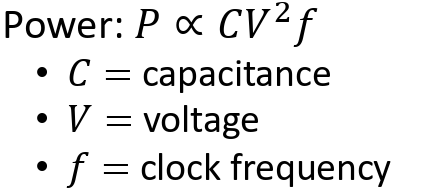 Power: P ∝ CV²f
• C = capacitance
• V = voltage
• f = clock frequency